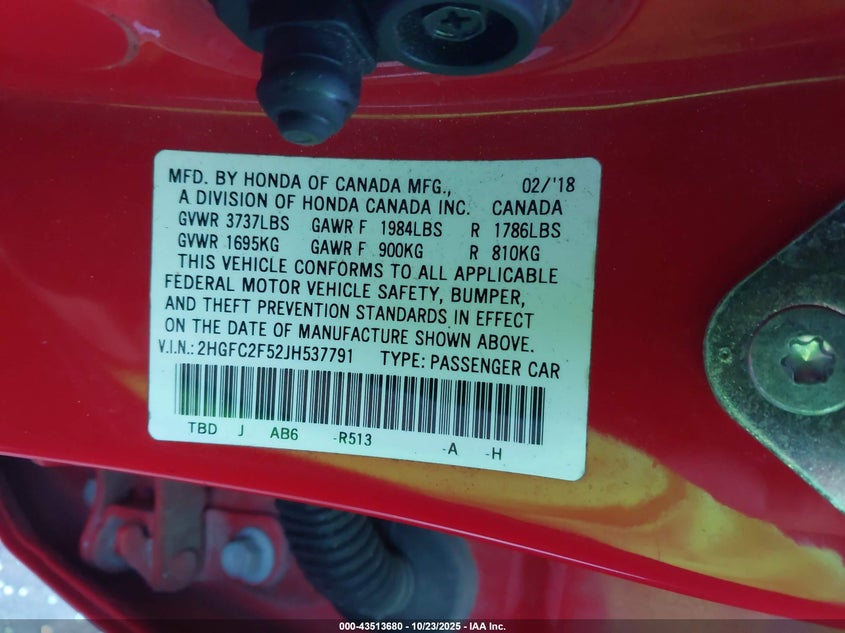 MFD. BY HONDA OF CANADA MFG., 02/'18
A DIVISION OF HONDA CANADA INC. CANADA
GVWR 3737LBS GAWR F 1984LBS R 1786LBS
GVWR 1695KG GAWR F 900KG R 810KG
THIS VEHICLE CONFORMS TO ALL APPLICABLE
FEDERAL MOTOR VEHICLE SAFETY, BUMPER,
AND THEFT PREVENTION STANDARDS IN EFFECT
ON THE DATE OF MANUFACTURE SHOWN ABOVE.
V.I.N.: 2HGFC2F52JH537791 TYPE: PASSENGER CAR
TBD J AB6 -R513 -A -H
000-43513680 - 10/23/2025 - IAA Inc.